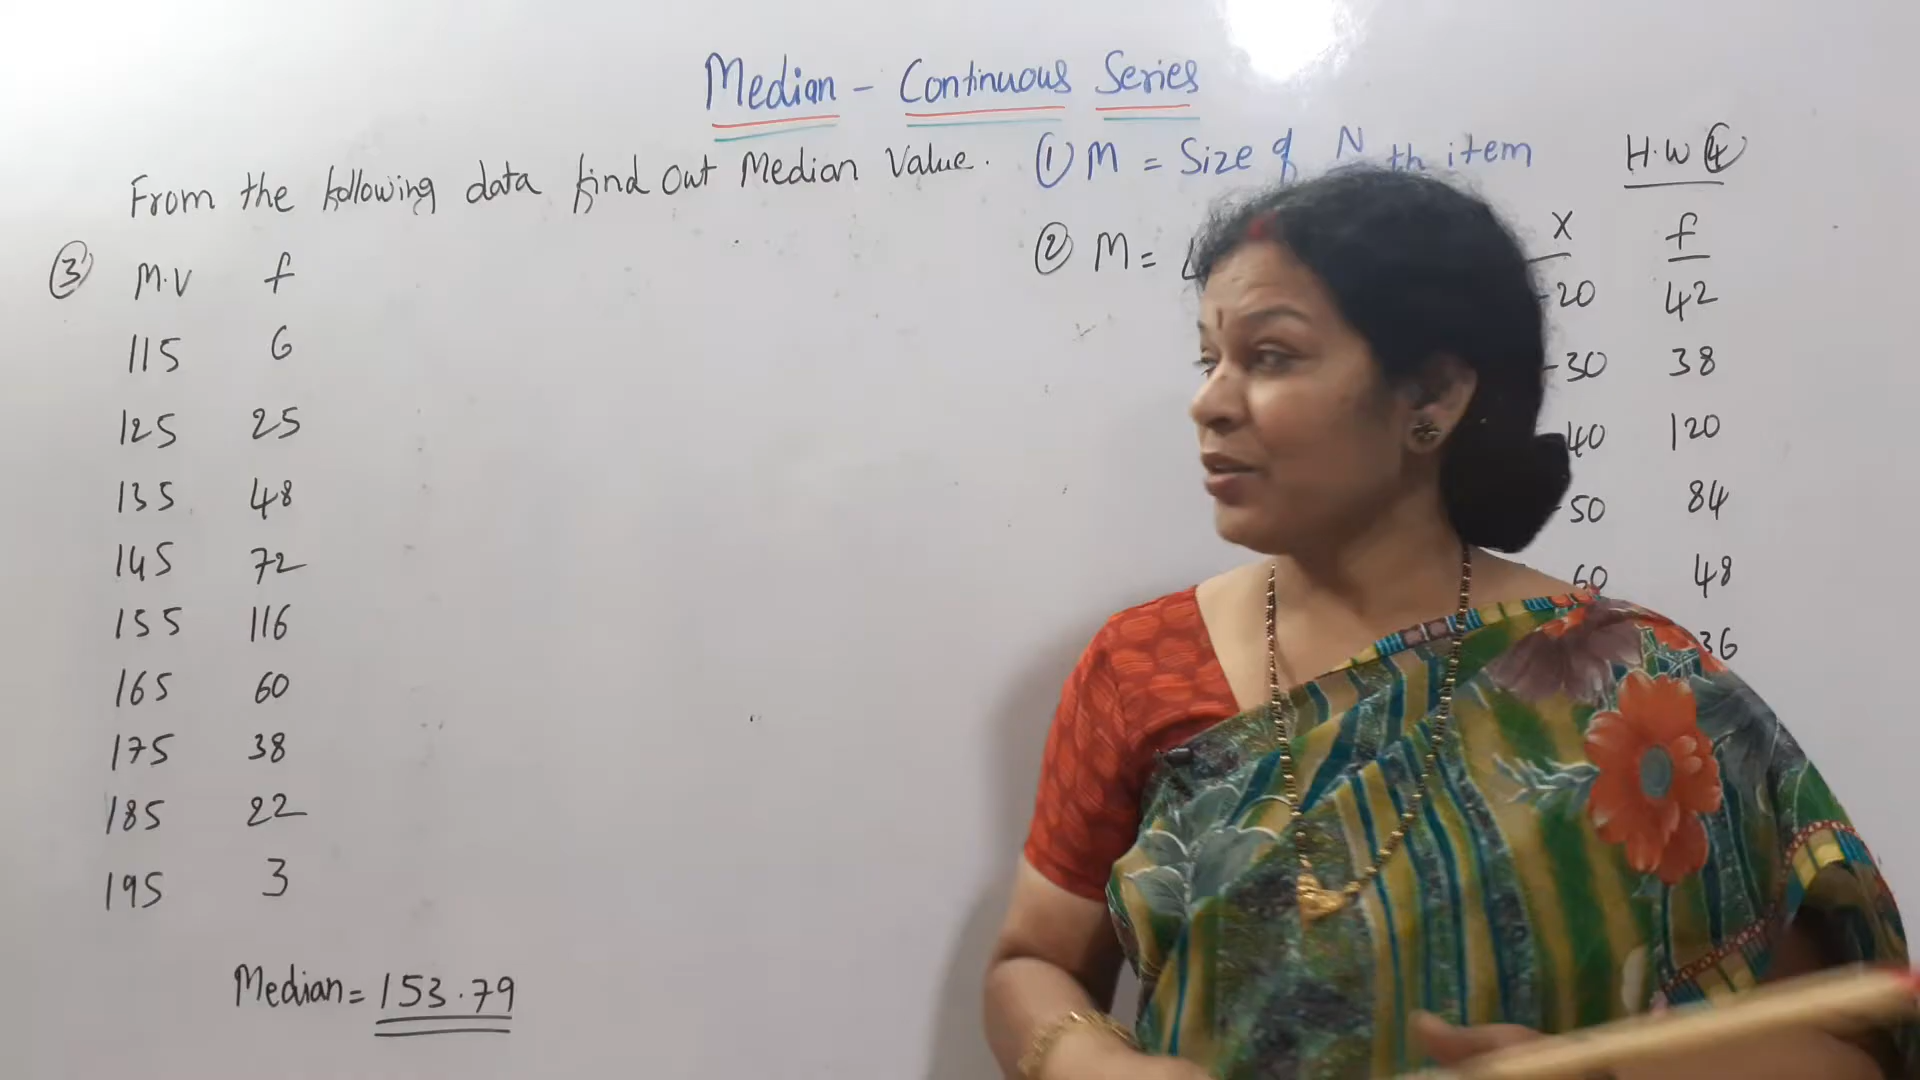 Median - Continuous Series
From the following data find out Median Value.
① M = Size of N th item
② M =
③ M.V f
115 6
125 25
135 48
145 72
155 116
165 60
175 38
185 22
195 3
Median = 153.79
H.W ④
X f
-20 42
-30 38
40 120
50 84
60 48
36